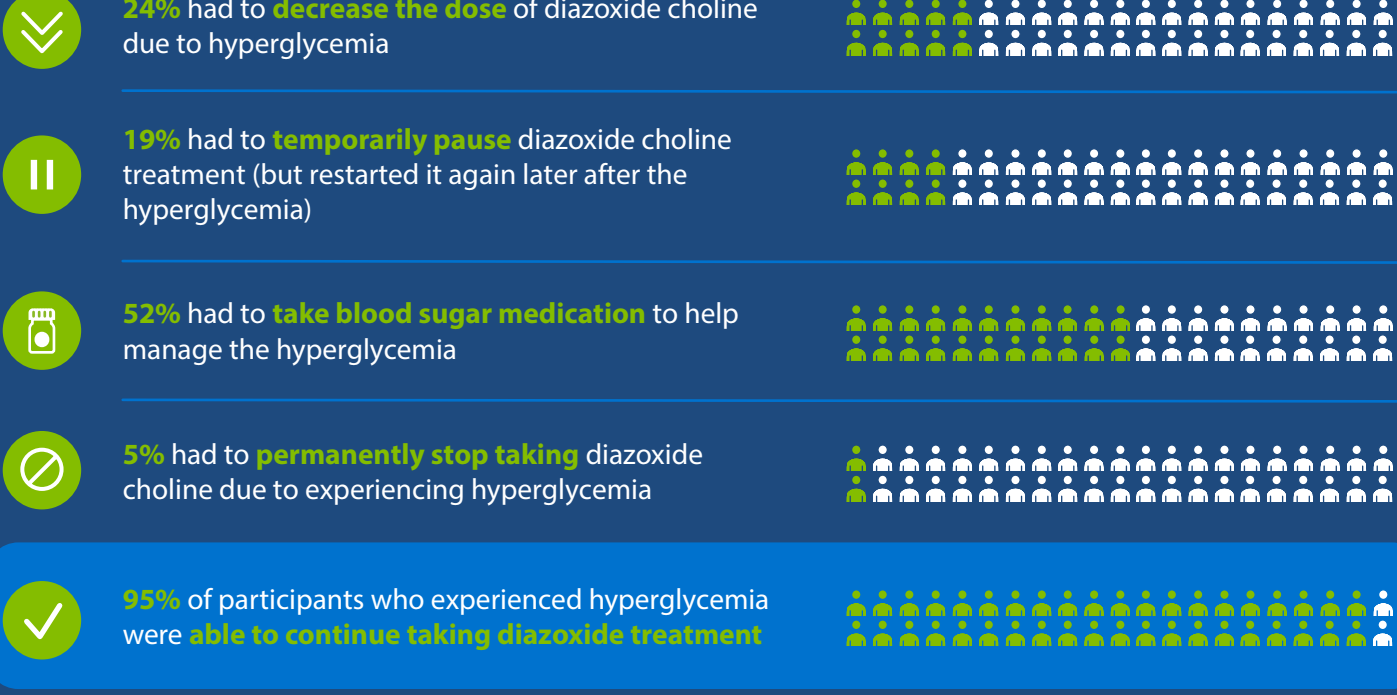 24% had to decrease the dose of diazoxide choline
due to hyperglycemia
19% had to temporarily pause diazoxide choline
treatment (but restarted it again later after the
hyperglycemia)
52% had to take blood sugar medication to help
manage the hyperglycemia
5% had to permanently stop taking diazoxide
choline due to experiencing hyperglycemia
95% of participants who experienced hyperglycemia
were able to continue taking diazoxide treatment